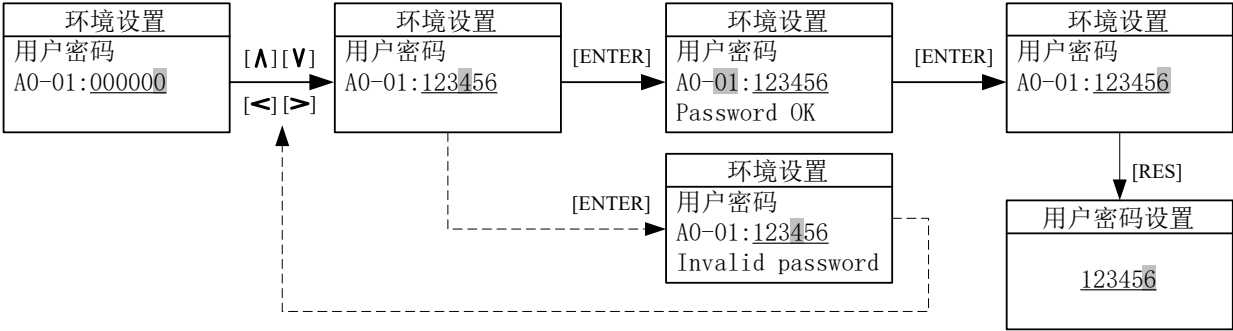 环境设置
用户密码
A0-01:000000
[∧][∨]
[<][>]
环境设置
用户密码
A0-01:123456
[ENTER]
环境设置
用户密码
A0-01:123456
Password OK
[ENTER]
环境设置
用户密码
A0-01:123456
[ENTER]
环境设置
用户密码
A0-01:123456
Invalid password
[RES]
用户密码设置
123456